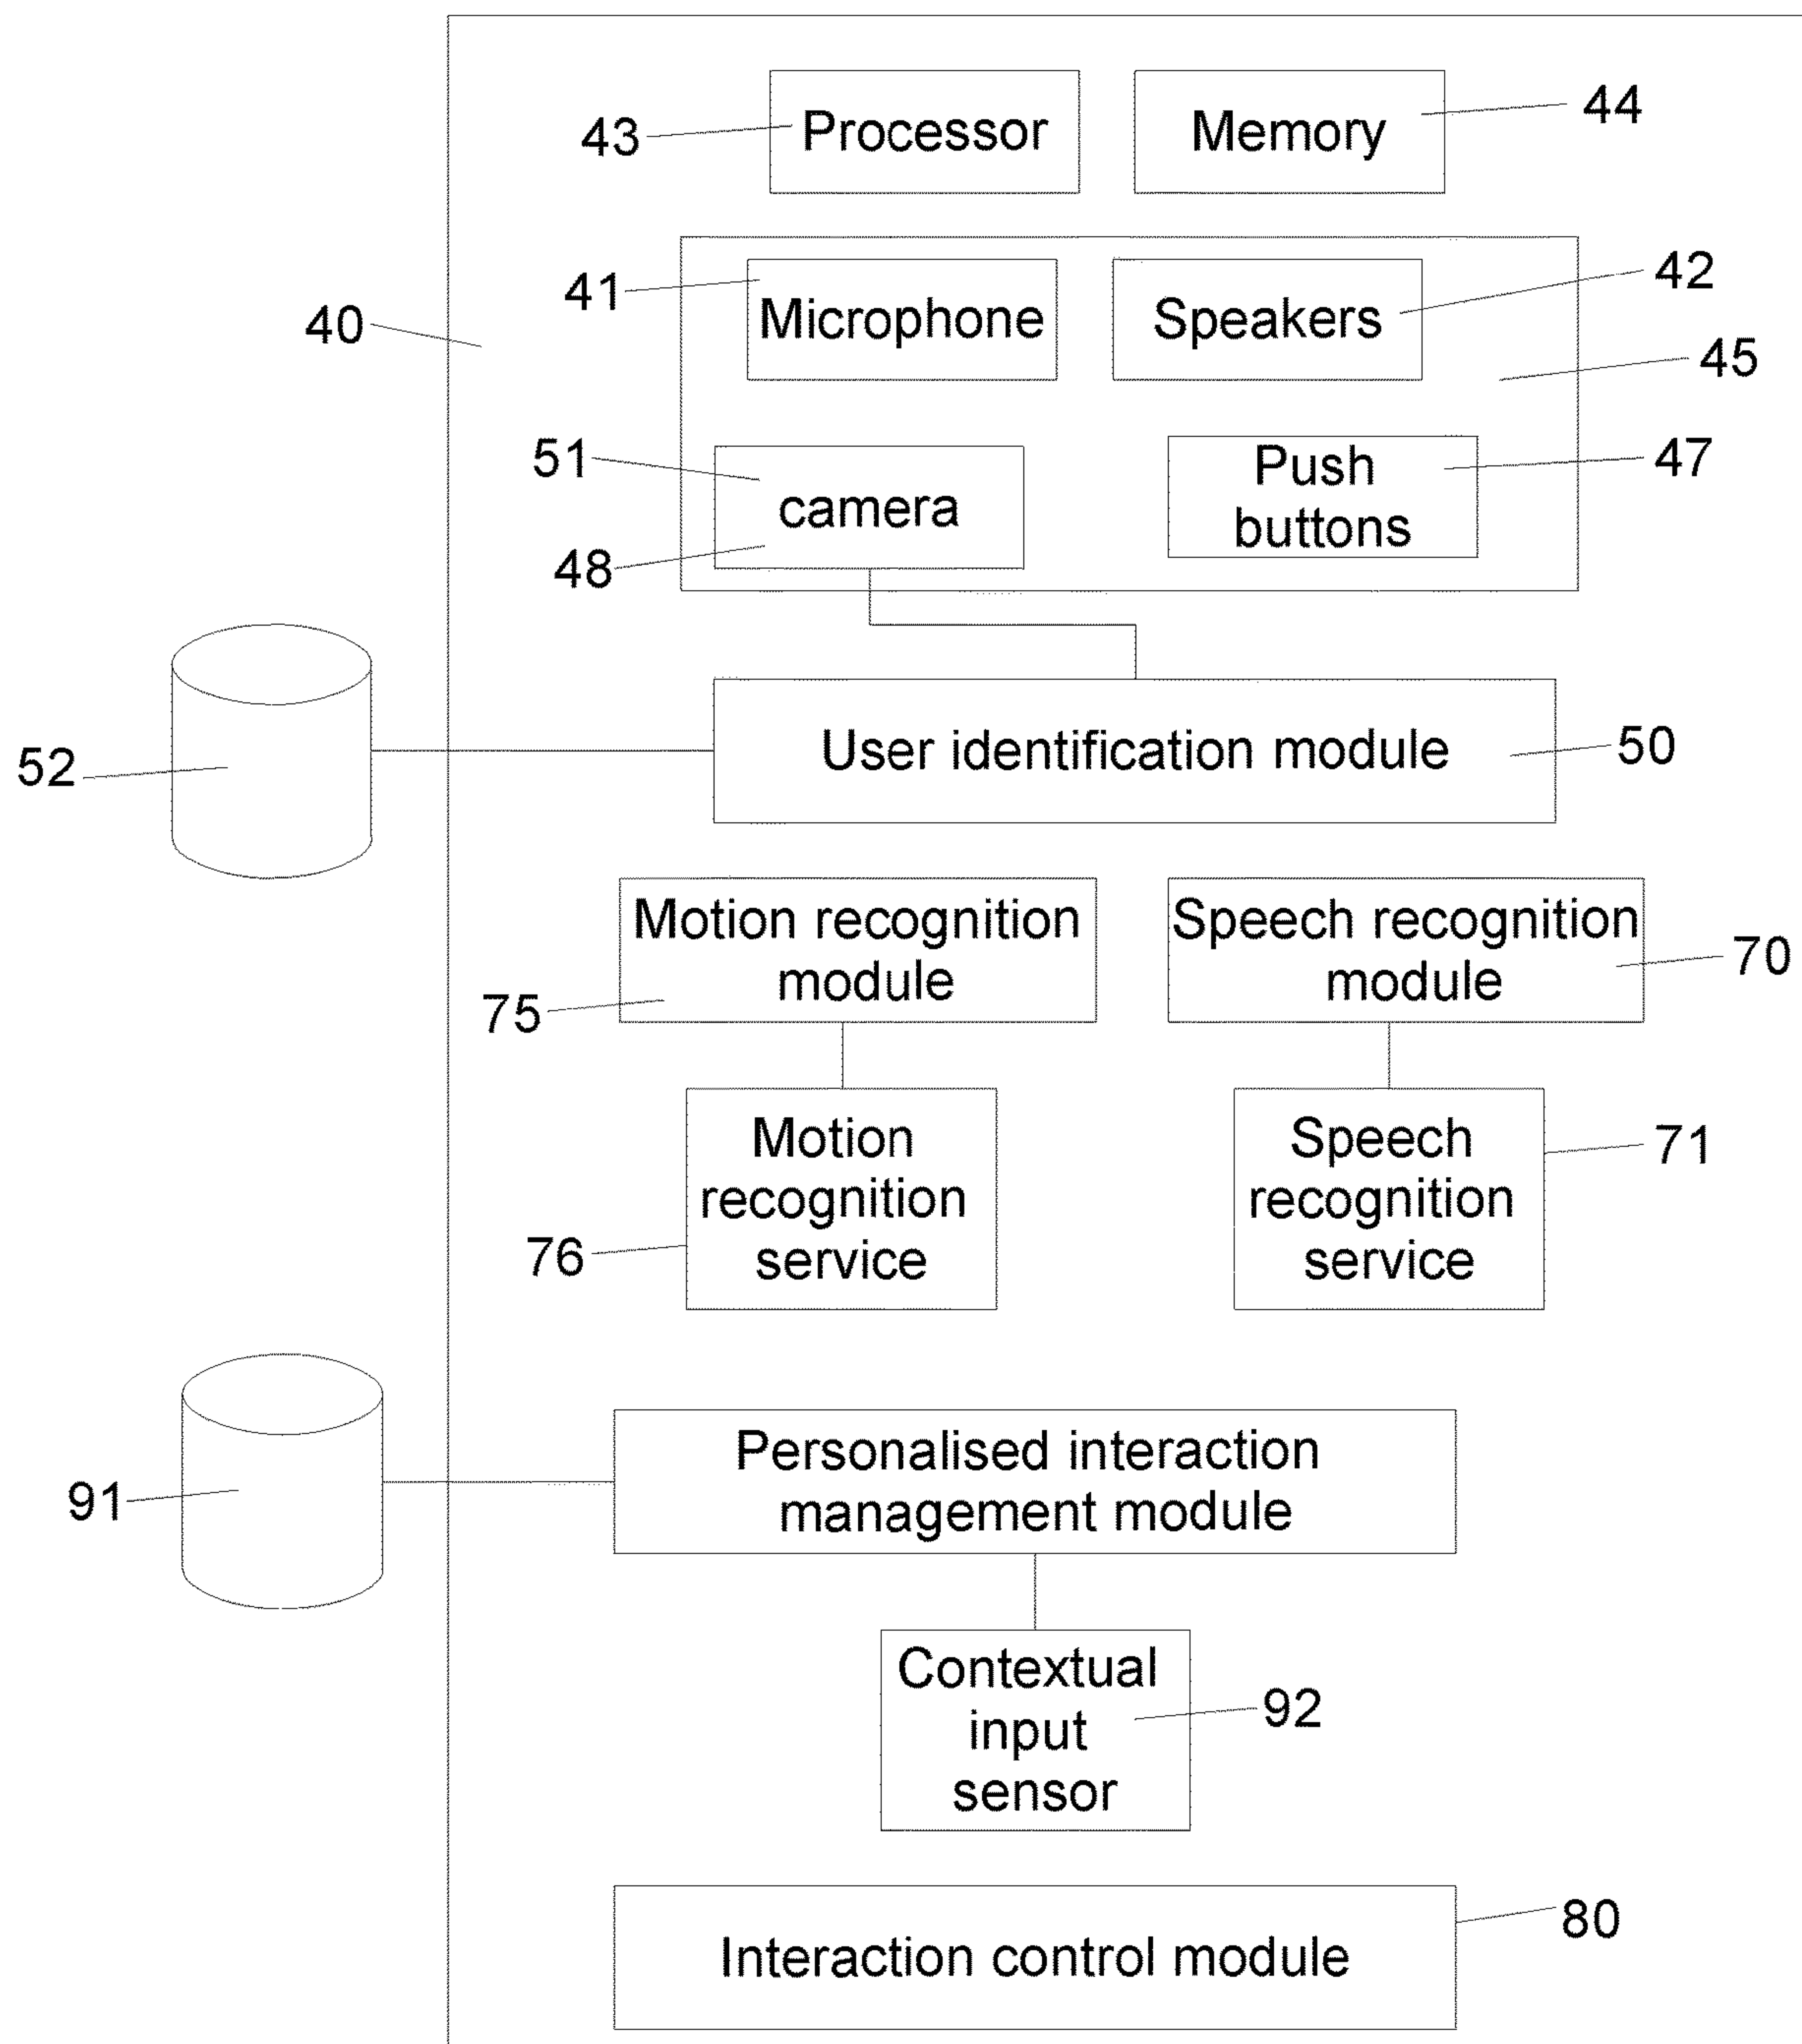 43
Processor
Memory
44
41
Microphone
Speakers
42
40
45
51
camera
48
Push
buttons
47
52
User identification module
50
Motion recognition
module
75
Speech recognition
module
70
Motion
recognition
service
76
Speech
recognition
service
71
91
Personalised interaction
management module
Contextual
input
sensor
92
Interaction control module
80